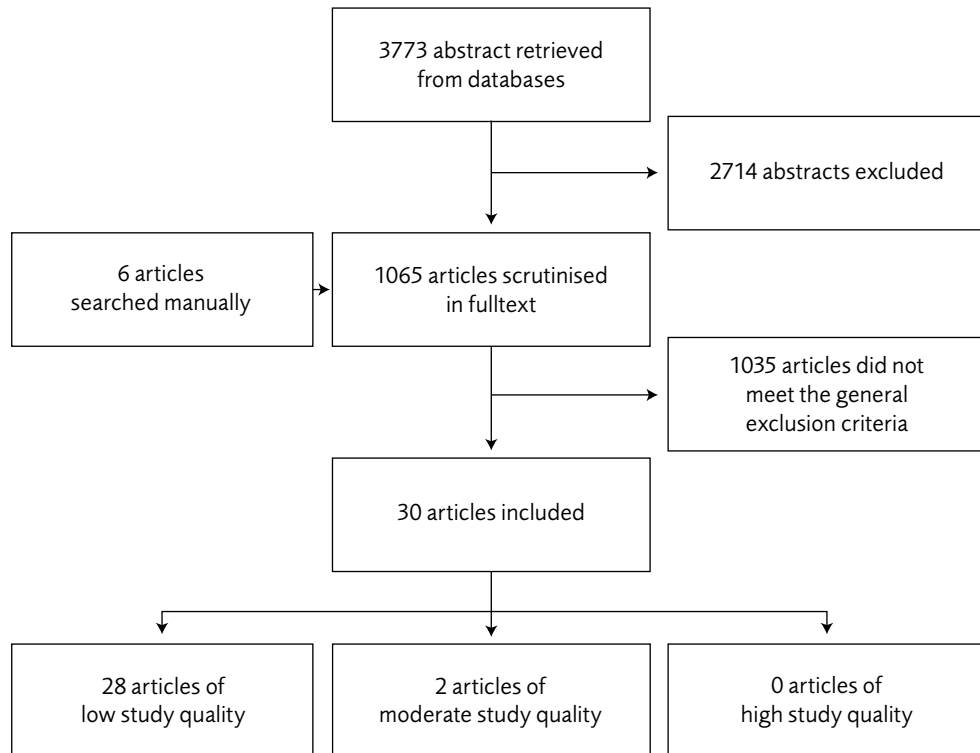 3773 abstract retrieved
from databases
2714 abstracts excluded
6 articles
searched manually
1065 articles scrutinised
in fulltext
1035 articles did not
meet the general
exclusion criteria
30 articles included
28 articles of
low study quality
2 articles of
moderate study quality
0 articles of
high study quality